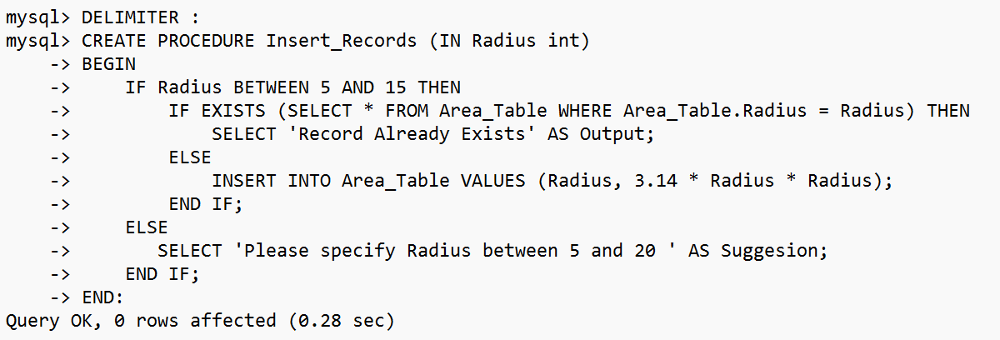 mysql> DELIMITER :
mysql> CREATE PROCEDURE Insert_Records (IN Radius int)
    -> BEGIN
    ->     IF Radius BETWEEN 5 AND 15 THEN
    ->         IF EXISTS (SELECT * FROM Area_Table WHERE Area_Table.Radius = Radius) THEN
    ->             SELECT 'Record Already Exists' AS Output;
    ->         ELSE
    ->             INSERT INTO Area_Table VALUES (Radius, 3.14 * Radius * Radius);
    ->         END IF;
    ->     ELSE
    ->        SELECT 'Please specify Radius between 5 and 20 ' AS Suggesion;
    ->     END IF;
    -> END:
Query OK, 0 rows affected (0.28 sec)